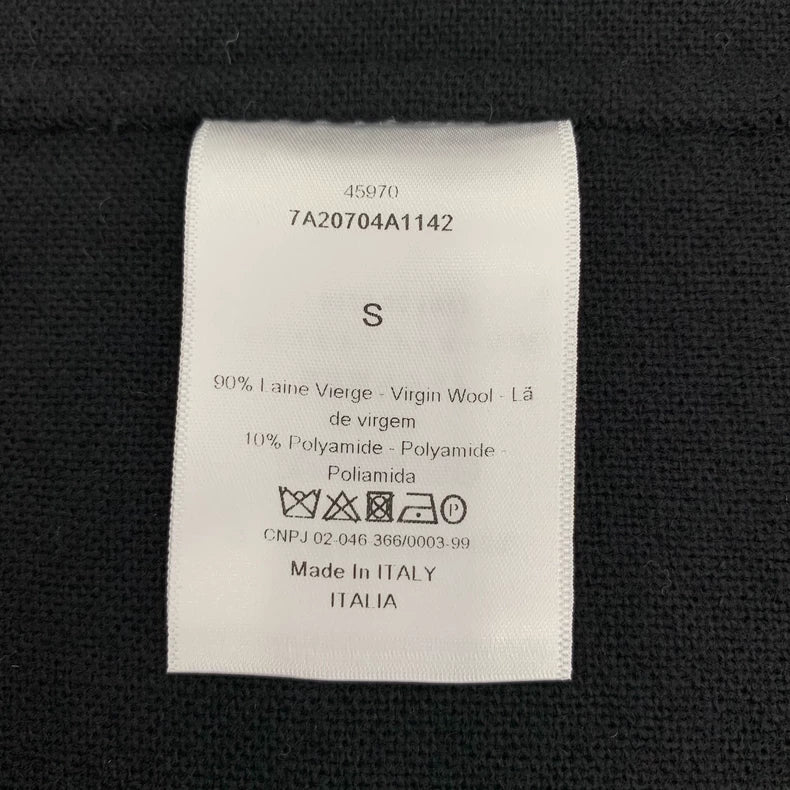 45970
7A20704A1142
S
90% Laine Vierge - Virgin Wool - Lã
de virgem
10% Polyamide - Polyamide -
Poliamida
P
CNPJ 02-046 366/0003-99
Made In ITALY
ITALIA